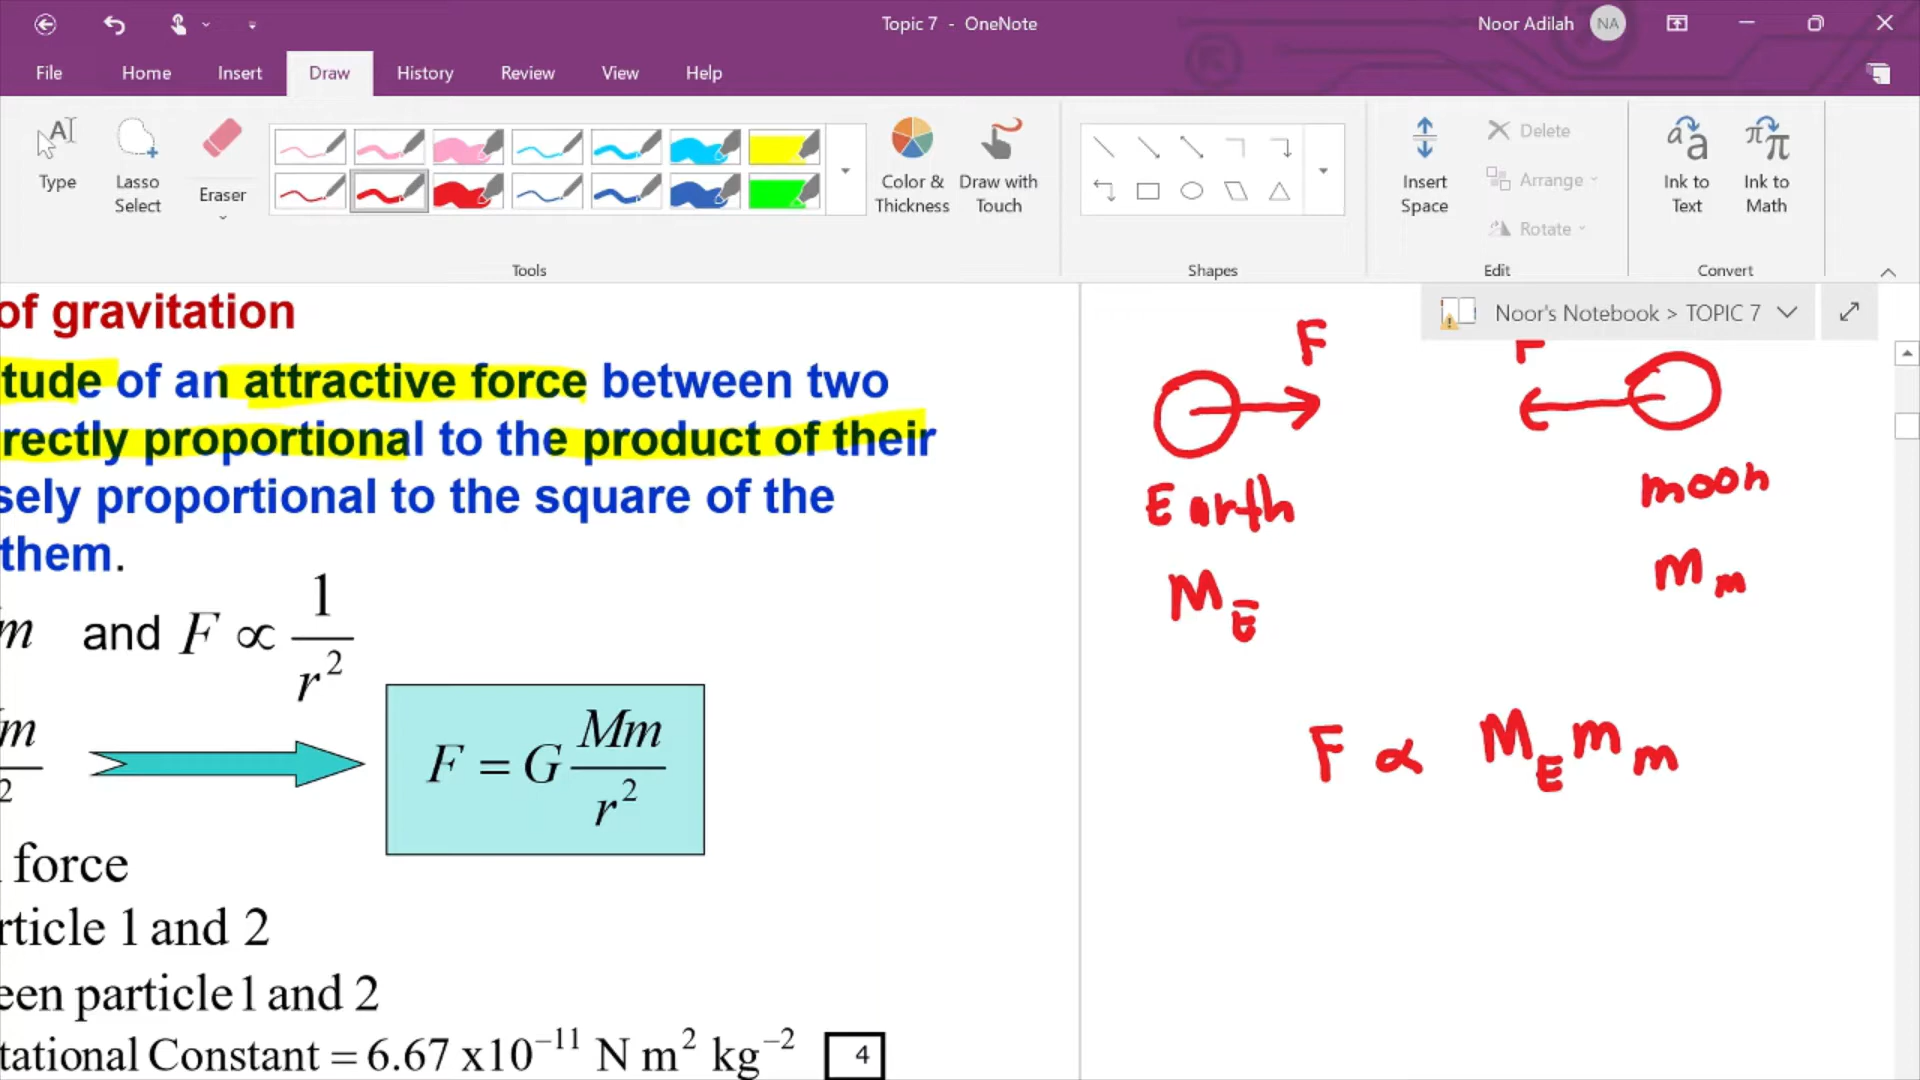 Topic 7 - OneNote
Noor Adilah NA
File Home Insert Draw History Review View Help
Type
Lasso Select
Eraser
Color & Thickness
Draw with Touch
Insert Space
Delete
Arrange
Rotate
Ink to Text
Ink to Math
Tools Shapes Edit Convert
Noor's Notebook > TOPIC 7
of gravitation
tude of an attractive force between two
rectly proportional to the product of their
sely proportional to the square of the
them.
m and F ∝ 1/r²
m
2
F = G Mm/r²
force
rticle 1 and 2
een particle 1 and 2
tational Constant = 6.67 x10⁻¹¹ N m² kg⁻²
4
F F
Earth moon
M_E m_m
F ∝ M_E m_m